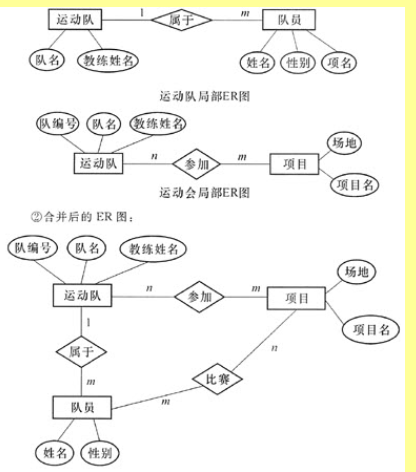 运动队 1 属于 m 队员
队名 教练姓名 姓名 性别 项名
运动队局部ER图
队编号 队名 教练姓名
场地
运动队 n 参加 m 项目
项目名
运动会局部ER图
②合并后的 ER 图：
队编号 队名 教练姓名
场地
运动队 n 参加 m 项目
项目名
1
属于
n
比赛
m
m
队员
姓名 性别